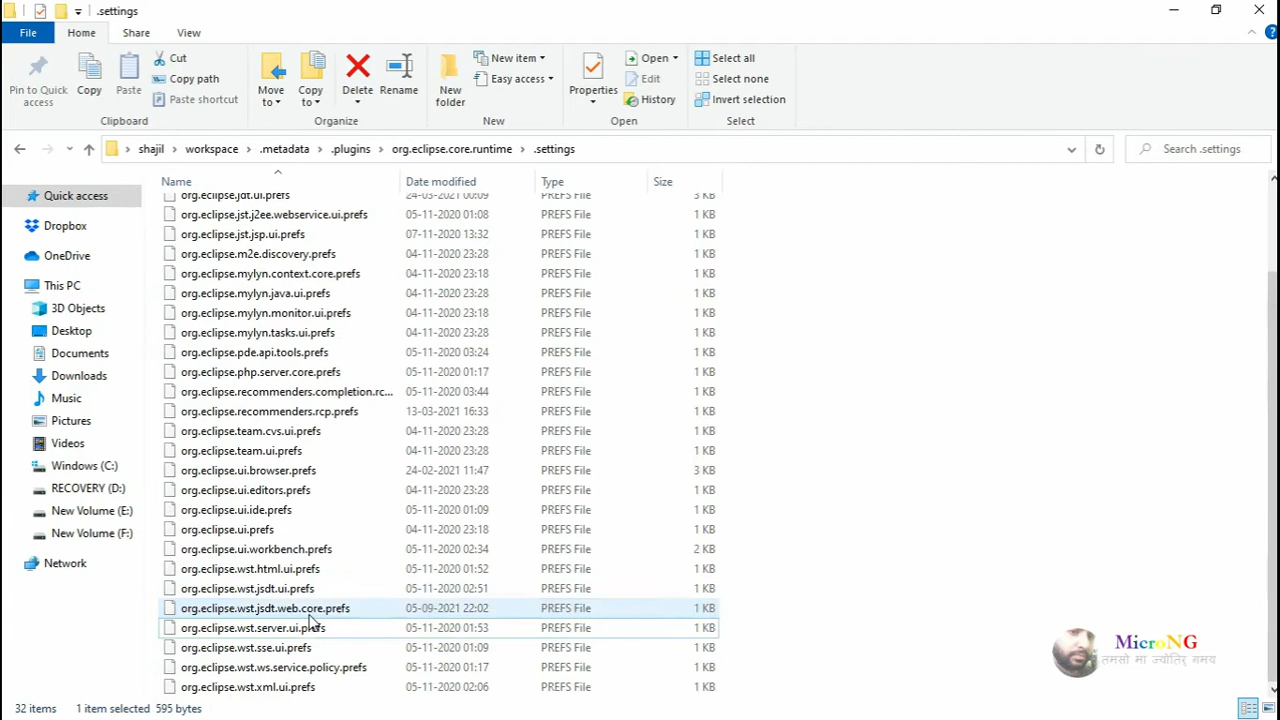 .settings
File Home Share View
Pin to Quick access
Copy
Paste
Cut
Copy path
Paste shortcut
Clipboard
Move to
Copy to
Delete
Rename
Organize
New folder
New item
Easy access
New
Properties
Open
Edit
History
Open
Select all
Select none
Invert selection
Select
shajil workspace .metadata .plugins org.eclipse.core.runtime .settings
Search .settings
Name Date modified Type Size
Quick access
Dropbox
OneDrive
This PC
3D Objects
Desktop
Documents
Downloads
Music
Pictures
Videos
Windows (C:)
RECOVERY (D:)
New Volume (E:)
New Volume (F:)
Network
org.eclipse.jdt.ui.prefs 24-03-2021 00:09 PREFS File 3 KB
org.eclipse.jst.j2ee.webservice.ui.prefs 05-11-2020 01:08 PREFS File 1 KB
org.eclipse.jst.jsp.ui.prefs 07-11-2020 13:32 PREFS File 1 KB
org.eclipse.m2e.discovery.prefs 04-11-2020 23:28 PREFS File 1 KB
org.eclipse.mylyn.context.core.prefs 04-11-2020 23:18 PREFS File 1 KB
org.eclipse.mylyn.java.ui.prefs 04-11-2020 23:28 PREFS File 1 KB
org.eclipse.mylyn.monitor.ui.prefs 04-11-2020 23:18 PREFS File 1 KB
org.eclipse.mylyn.tasks.ui.prefs 04-11-2020 23:28 PREFS File 1 KB
org.eclipse.pde.api.tools.prefs 05-11-2020 03:24 PREFS File 1 KB
org.eclipse.php.server.core.prefs 05-11-2020 01:17 PREFS File 1 KB
org.eclipse.recommenders.completion.rc... 05-11-2020 03:44 PREFS File 1 KB
org.eclipse.recommenders.rcp.prefs 13-03-2021 16:33 PREFS File 1 KB
org.eclipse.team.cvs.ui.prefs 04-11-2020 23:28 PREFS File 1 KB
org.eclipse.team.ui.prefs 04-11-2020 23:28 PREFS File 1 KB
org.eclipse.ui.browser.prefs 24-02-2021 11:47 PREFS File 3 KB
org.eclipse.ui.editors.prefs 04-11-2020 23:28 PREFS File 1 KB
org.eclipse.ui.ide.prefs 05-11-2020 01:09 PREFS File 1 KB
org.eclipse.ui.prefs 04-11-2020 23:18 PREFS File 1 KB
org.eclipse.ui.workbench.prefs 05-11-2020 02:34 PREFS File 2 KB
org.eclipse.wst.html.ui.prefs 05-11-2020 01:52 PREFS File 1 KB
org.eclipse.wst.jsdt.ui.prefs 05-11-2020 02:51 PREFS File 1 KB
org.eclipse.wst.jsdt.web.core.prefs 05-09-2021 22:02 PREFS File 1 KB
org.eclipse.wst.server.ui.prefs 05-11-2020 01:53 PREFS File 1 KB
org.eclipse.wst.sse.ui.prefs 05-11-2020 01:09 PREFS File 1 KB
org.eclipse.wst.ws.service.policy.prefs 05-11-2020 01:17 PREFS File 1 KB
org.eclipse.wst.xml.ui.prefs 05-11-2020 02:06 PREFS File 1 KB
MicroNG
तमसो मा ज्योतिर् गमय
32 items 1 item selected 595 bytes